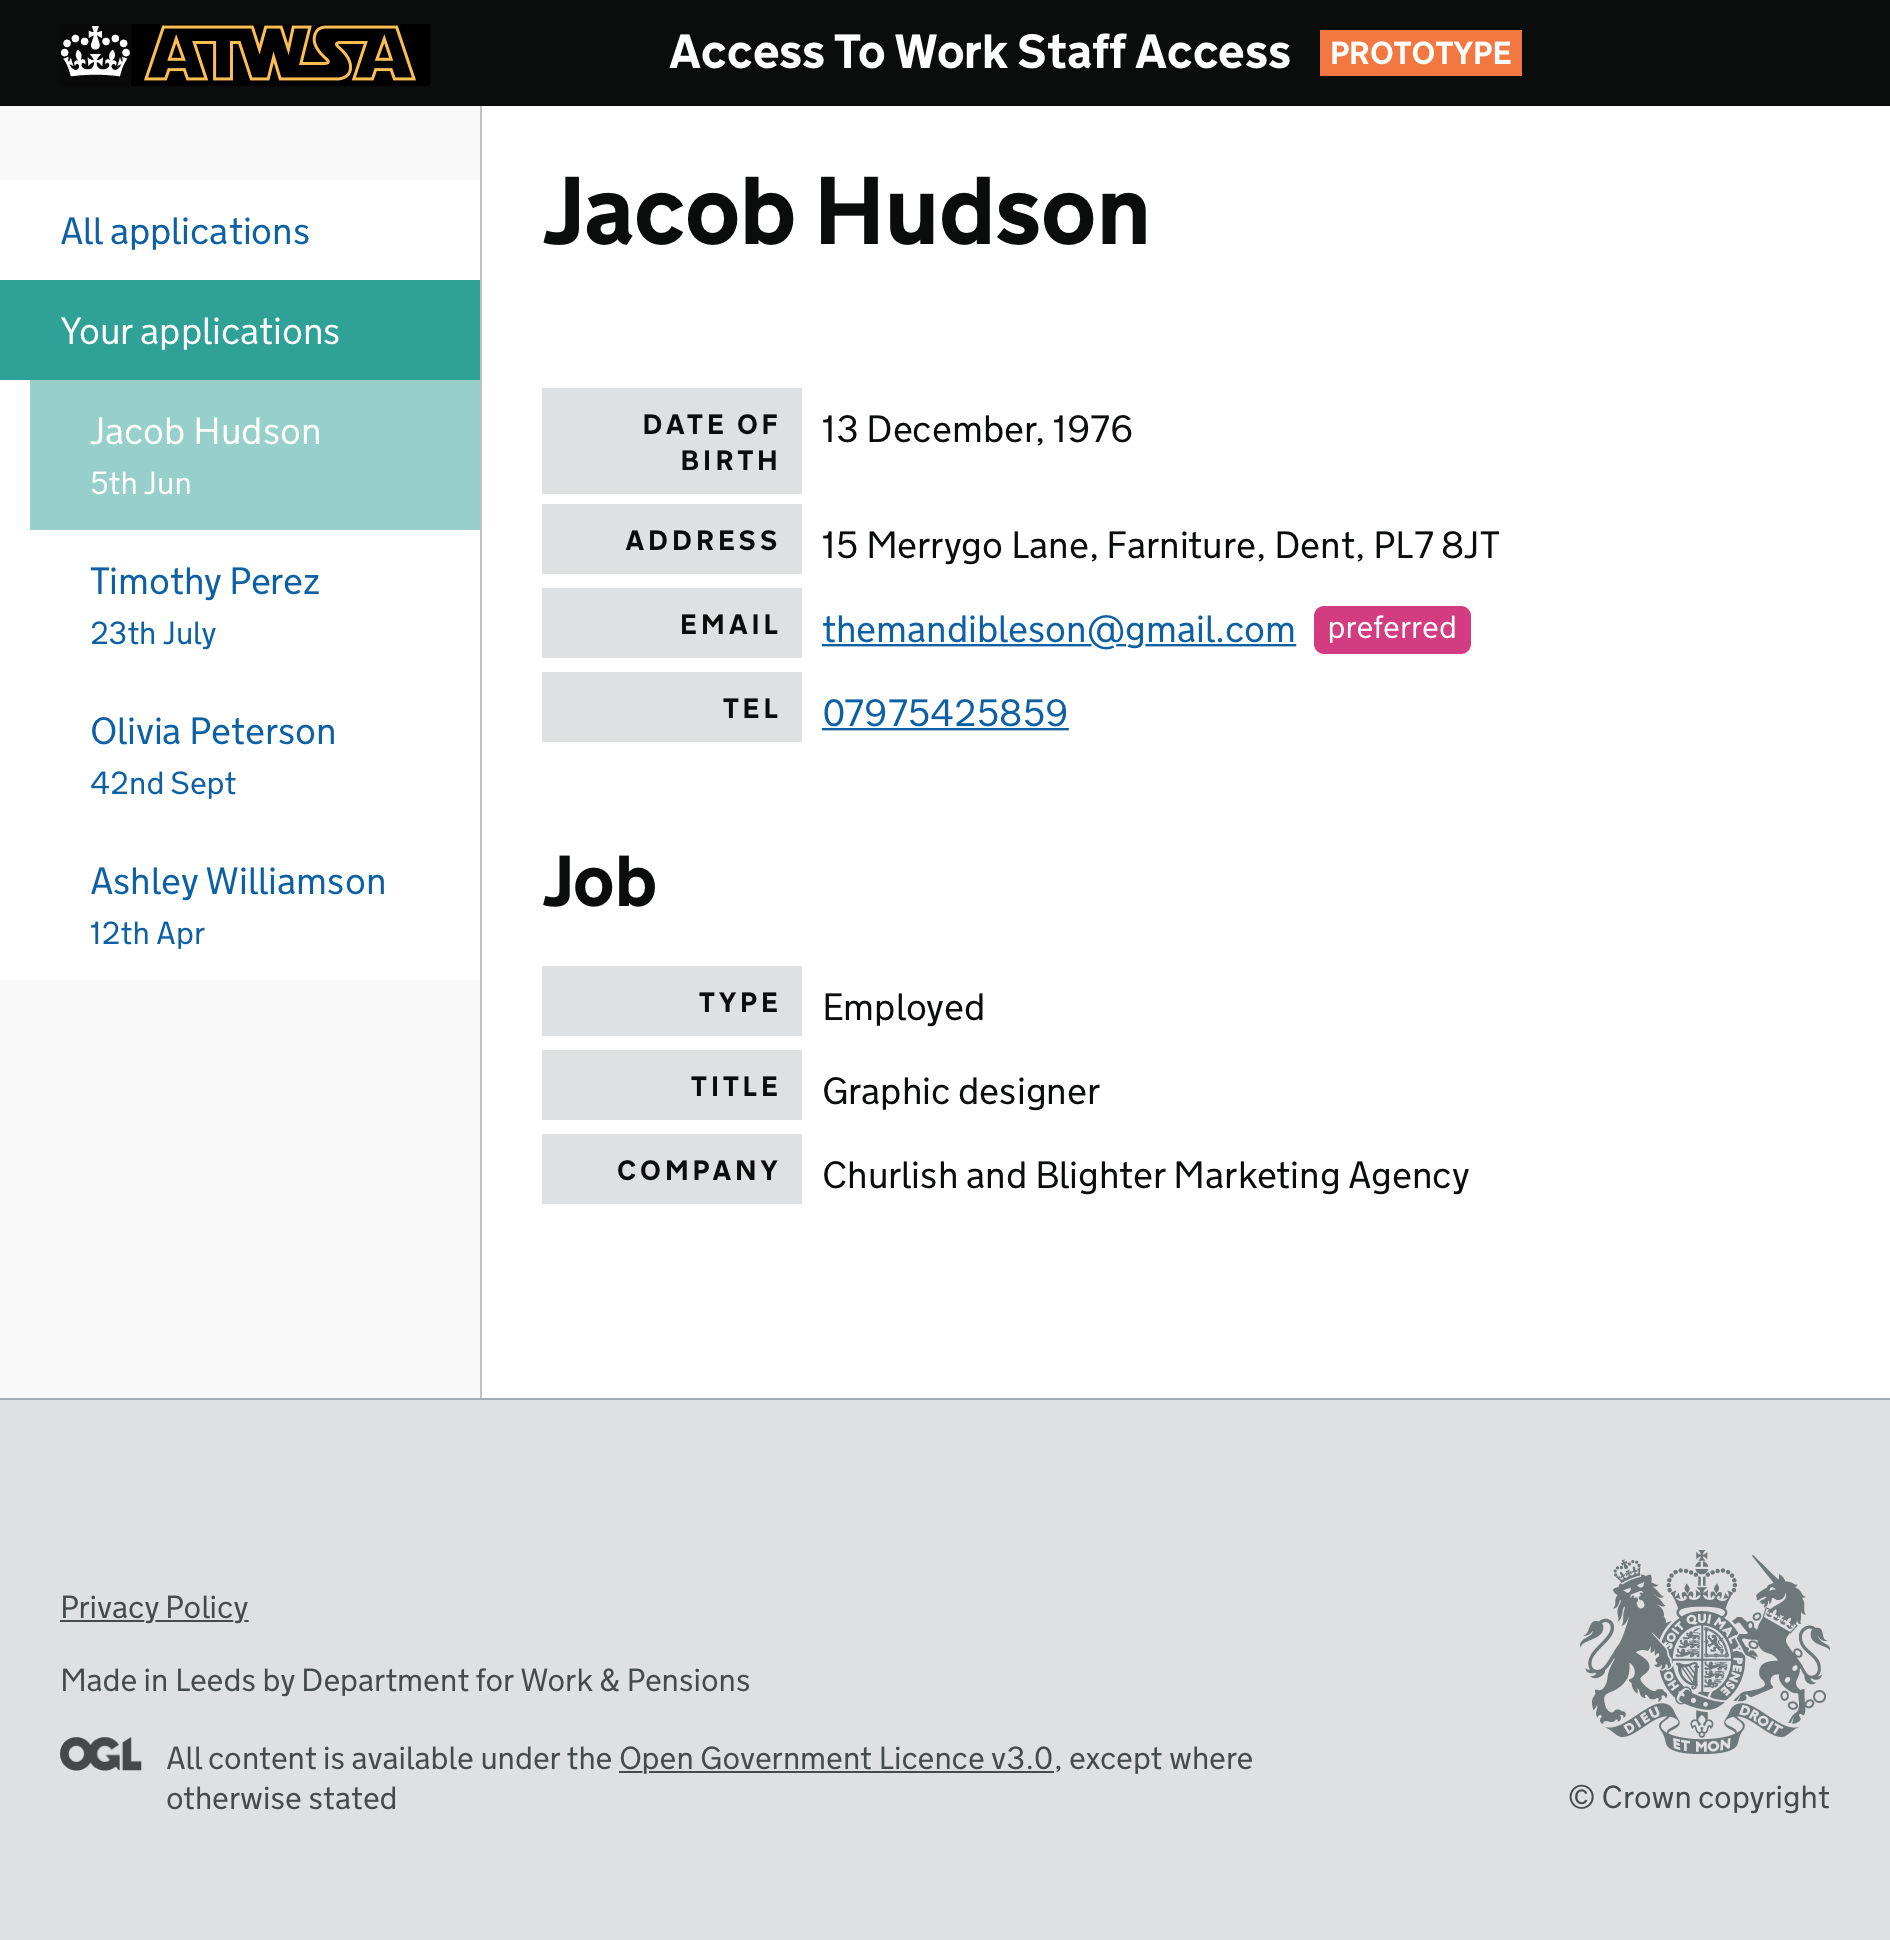 ATWSA
Access To Work Staff Access PROTOTYPE
All applications
Your applications
Jacob Hudson
5th Jun
Timothy Perez
23th July
Olivia Peterson
42nd Sept
Ashley Williamson
12th Apr
Jacob Hudson
DATE OF
BIRTH
13 December, 1976
ADDRESS 15 Merrygo Lane, Farniture, Dent, PL7 8JT
EMAIL themandibleson@gmail.com preferred
TEL 07975425859
Job
TYPE Employed
TITLE Graphic designer
COMPANY Churlish and Blighter Marketing Agency
Privacy Policy
Made in Leeds by Department for Work & Pensions
OGL All content is available under the Open Government Licence v3.0, except where
otherwise stated
HONI SOIT QUI MAL Y PENSE
DIEU ET MON DROIT
© Crown copyright